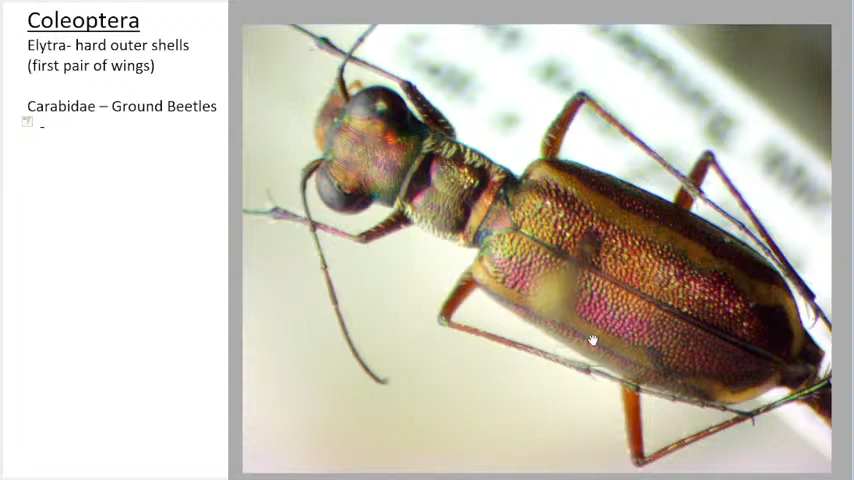 Coleoptera
Elytra- hard outer shells
(first pair of wings)
Carabidae – Ground Beetles
-